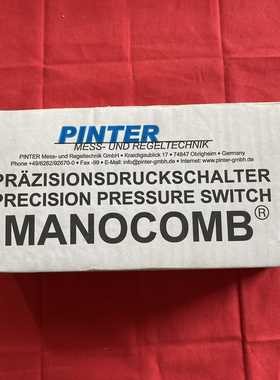 PINTER
MESS- UND REGELTECHNIK
PINTER Mess- und Regeltechnik GmbH • Kraichgaublick 17 • 74847 Obrigheim • Germany
Phone +49/6262/92670-0 • Fax -99 • E-Mail: info@pinter-gmbh.de • Internet: www.pinter-gmbh.de
PRÄZISIONSDRUCKSCHALTER
PRECISION PRESSURE SWITCH
MANOCOMB®